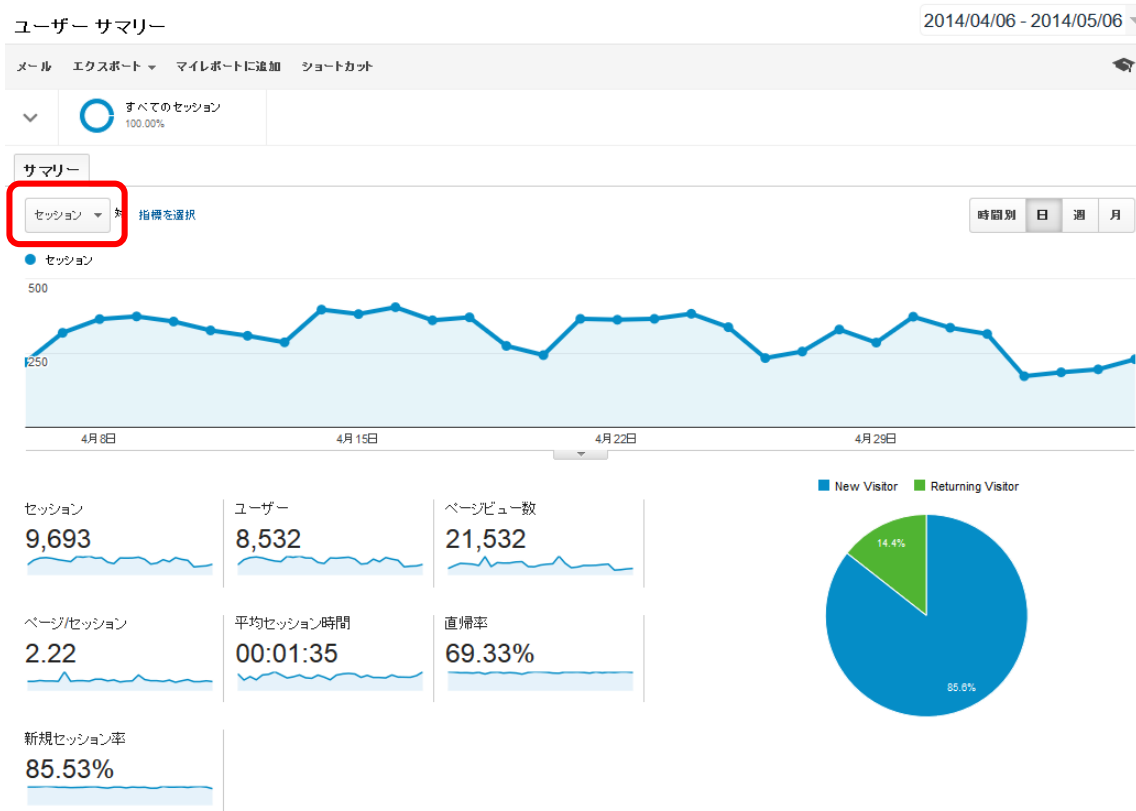 ユーザー サマリー
2014/04/06 - 2014/05/06
メール エクスポート マイレポートに追加 ショートカット
すべてのセッション
100.00%
サマリー
セッション 指標を選択
時間別 日 週 月
セッション
500
250
4月8日 4月15日 4月22日 4月29日
New Visitor Returning Visitor
セッション ユーザー ページビュー数
9,693 8,532 21,532
14.4%
85.6%
ページ/セッション 平均セッション時間 直帰率
2.22 00:01:35 69.33%
新規セッション率
85.53%